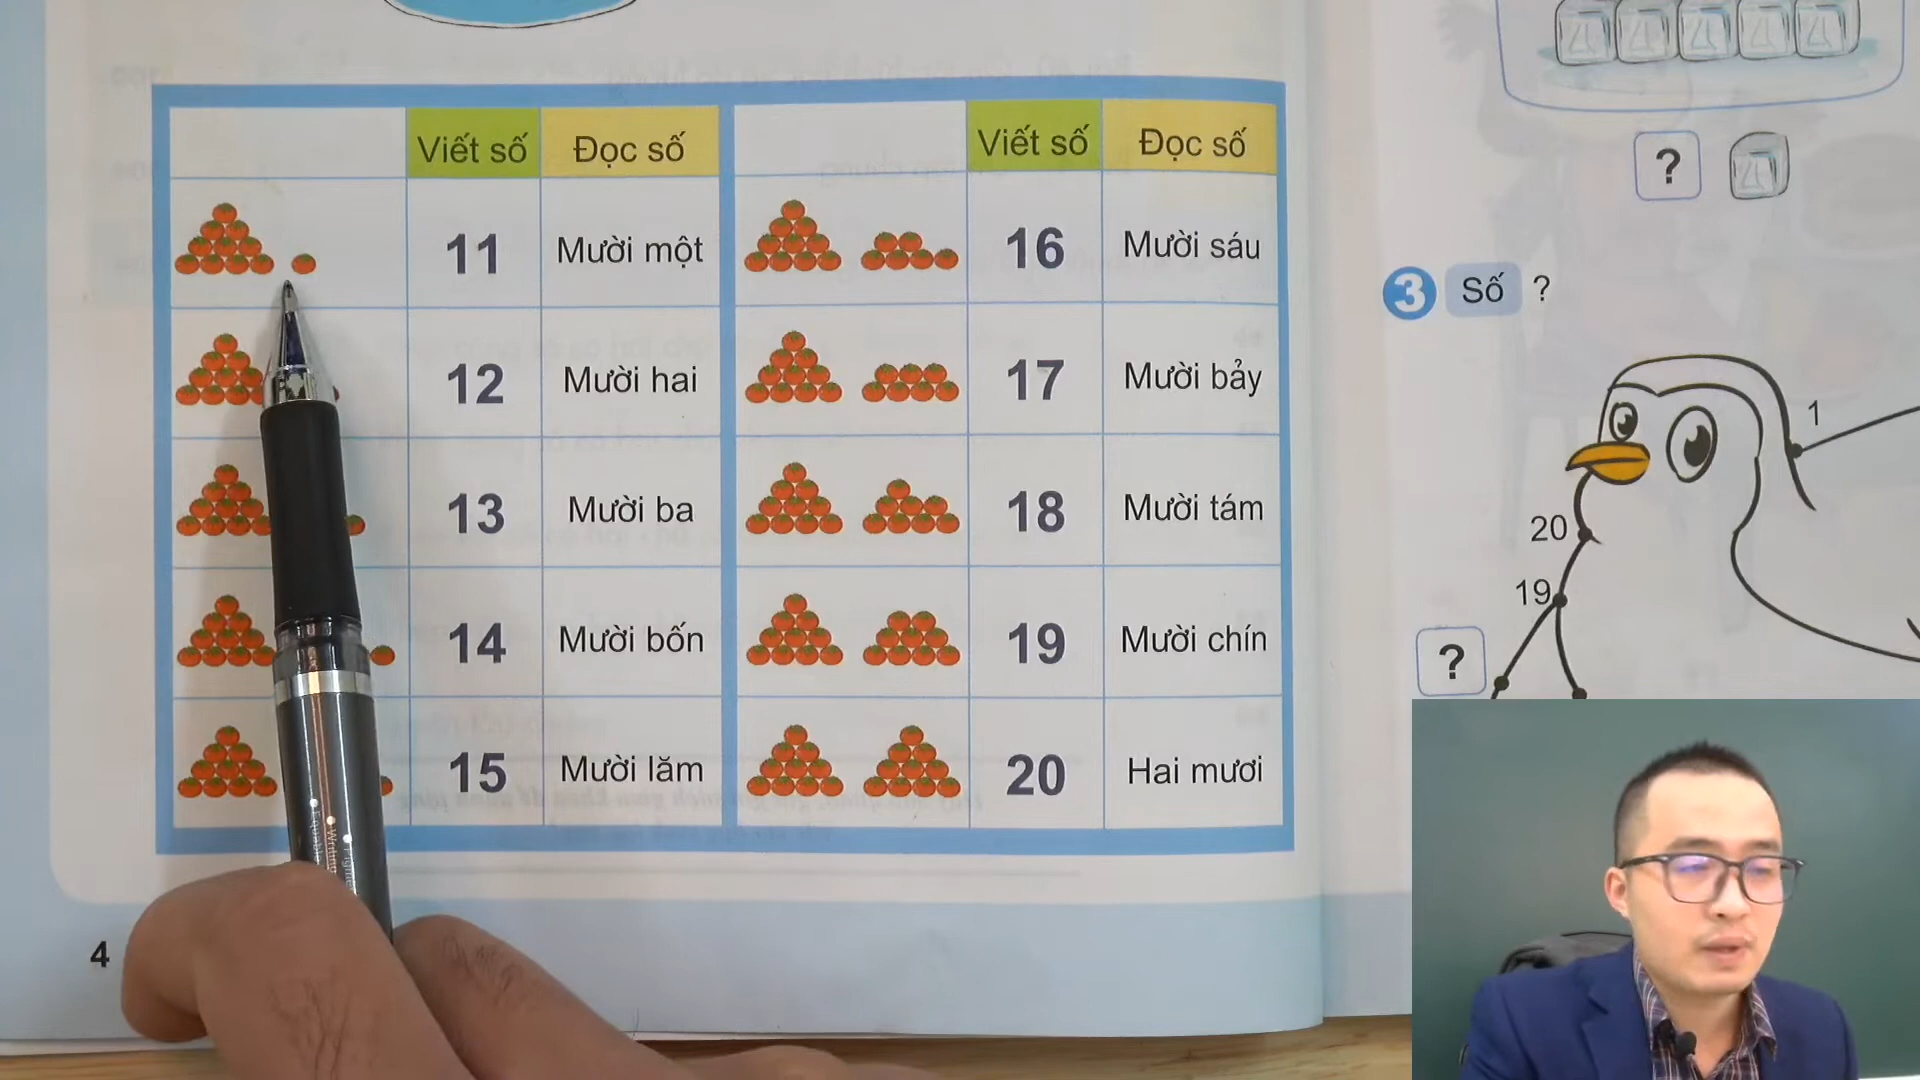 Viết số Đọc số Viết số Đọc số
11 Mười một 16 Mười sáu
12 Mười hai 17 Mười bảy
13 Mười ba 18 Mười tám
14 Mười bốn 19 Mười chín
15 Mười lăm 20 Hai mươi
4
?
3 Số ?
1
20
19
?